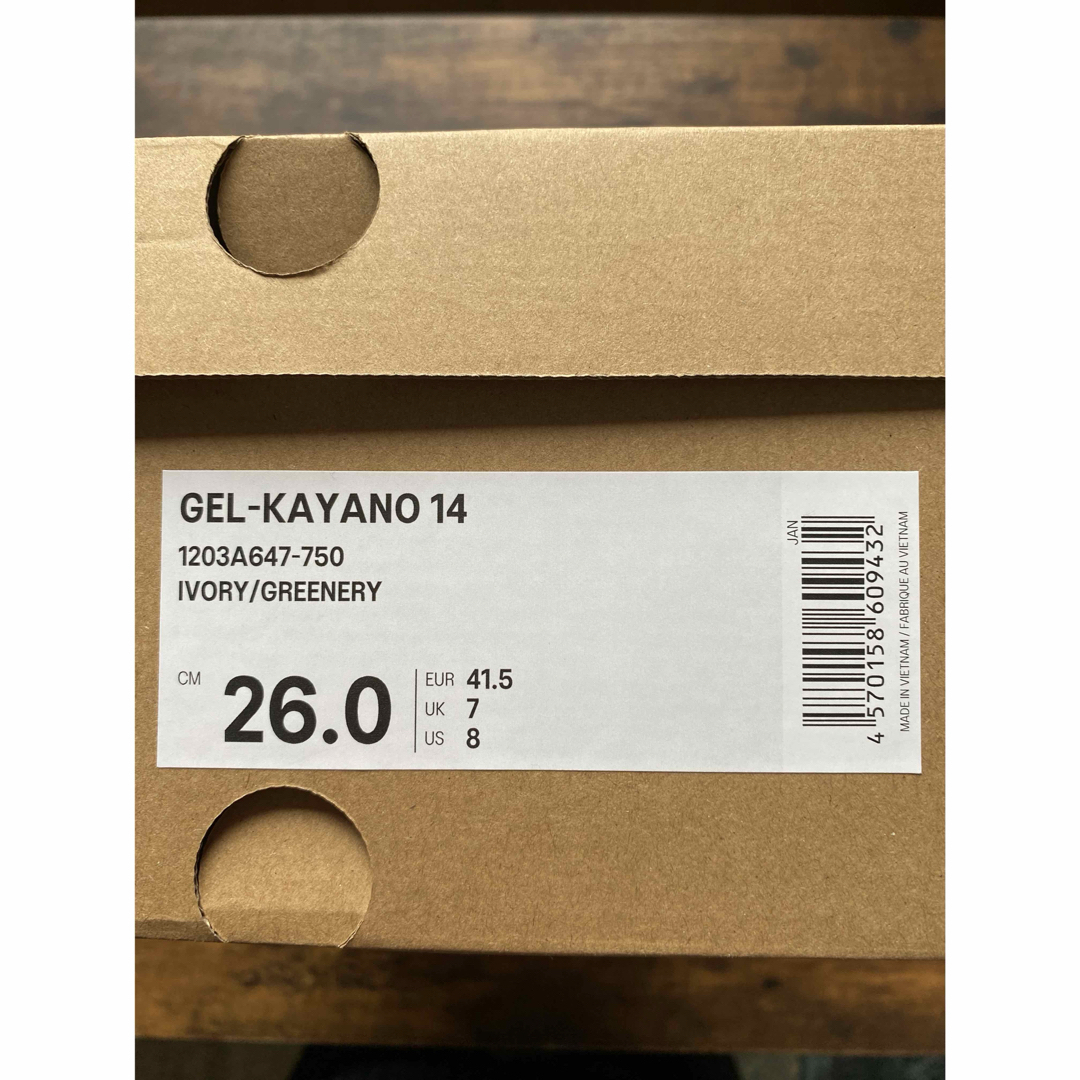 GEL-KAYANO 14
1203A647-750
IVORY/GREENERY
CM 26.0
EUR 41.5
UK 7
US 8
JAN
4 570158 609432
MADE IN VIETNAM / FABRIQUE AU VIETNAM